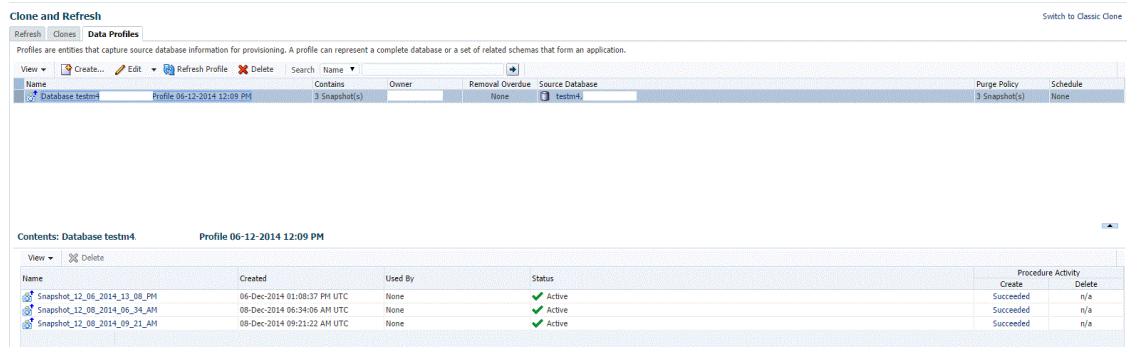 Clone and Refresh Switch to Classic Clone
Refresh Clones Data Profiles
Profiles are entities that capture source database information for provisioning. A profile can represent a complete database or a set of related schemas that form an application.
View Create... Edit Refresh Profile Delete Search Name
Name Contains Owner Removal Overdue Source Database Purge Policy Schedule
Database testm4 Profile 06-12-2014 12:09 PM 3 Snapshot(s) None testm4. 3 Snapshot(s) None
Contents: Database testm4. Profile 06-12-2014 12:09 PM
View Delete
Procedure Activity
Name Created Used By Status Create Delete
Snapshot_12_06_2014_13_08_PM 06-Dec-2014 01:08:37 PM UTC None Active Succeeded n/a
Snapshot_12_08_2014_06_34_AM 08-Dec-2014 06:34:06 AM UTC None Active Succeeded n/a
Snapshot_12_08_2014_09_21_AM 08-Dec-2014 09:21:22 AM UTC None Active Succeeded n/a